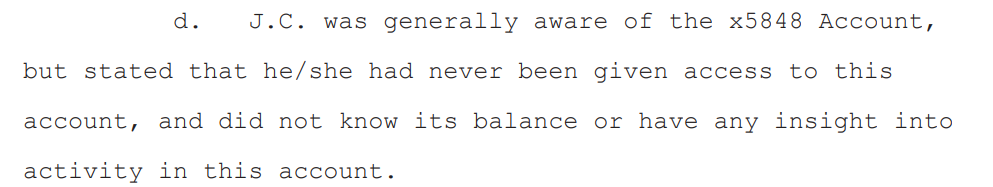 d. J.C. was generally aware of the x5848 Account,
but stated that he/she had never been given access to this
account, and did not know its balance or have any insight into
activity in this account.